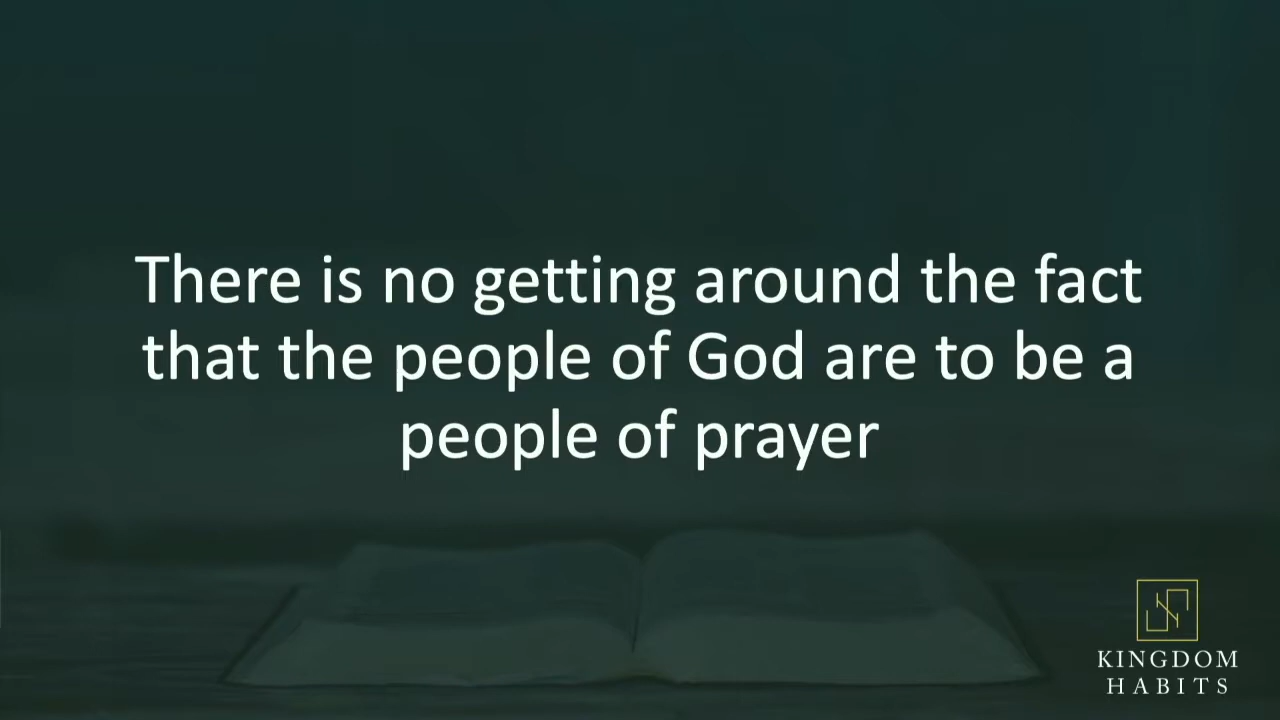 There is no getting around the fact
that the people of God are to be a
people of prayer
KINGDOM
HABITS